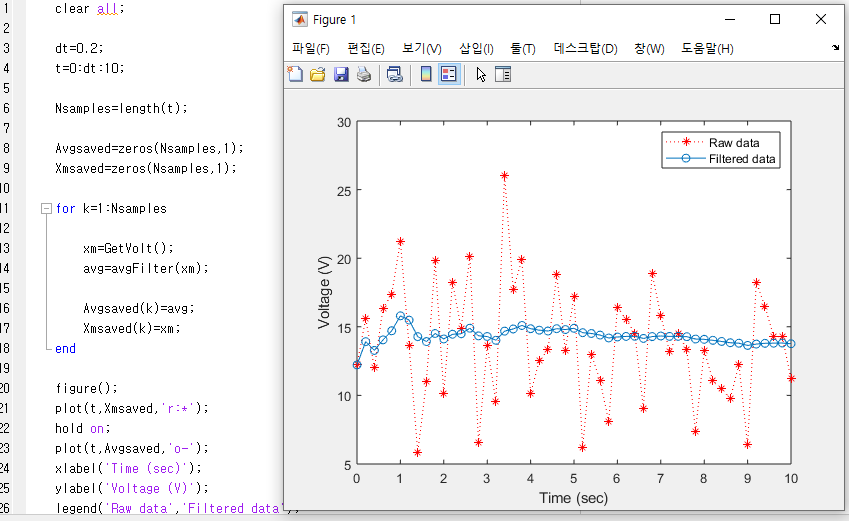 1 clear all;
2
3 dt=0.2;
4 t=0:dt:10;
5
6 Nsamples=length(t);
7
8 Avgsaved=zeros(Nsamples,1);
9 Xmsaved=zeros(Nsamples,1);
10
11 for k=1:Nsamples
12
13 xm=GetVolt();
14 avg=avgFilter(xm);
15
16 Avgsaved(k)=avg;
17 Xmsaved(k)=xm;
18 end
19
20 figure();
21 plot(t,Xmsaved,'r:*');
22 hold on;
23 plot(t,Avgsaved,'o-');
24 xlabel('Time (sec)');
25 ylabel('Voltage (V)');
26 legend('Raw data','Filtered data');
Figure 1
파일(F) 편집(E) 보기(V) 삽입(I) 툴(T) 데스크탑(D) 창(W) 도움말(H)
30
25
20
15
10
5
Voltage (V)
Raw data
Filtered data
0 1 2 3 4 5 6 7 8 9 10
Time (sec)